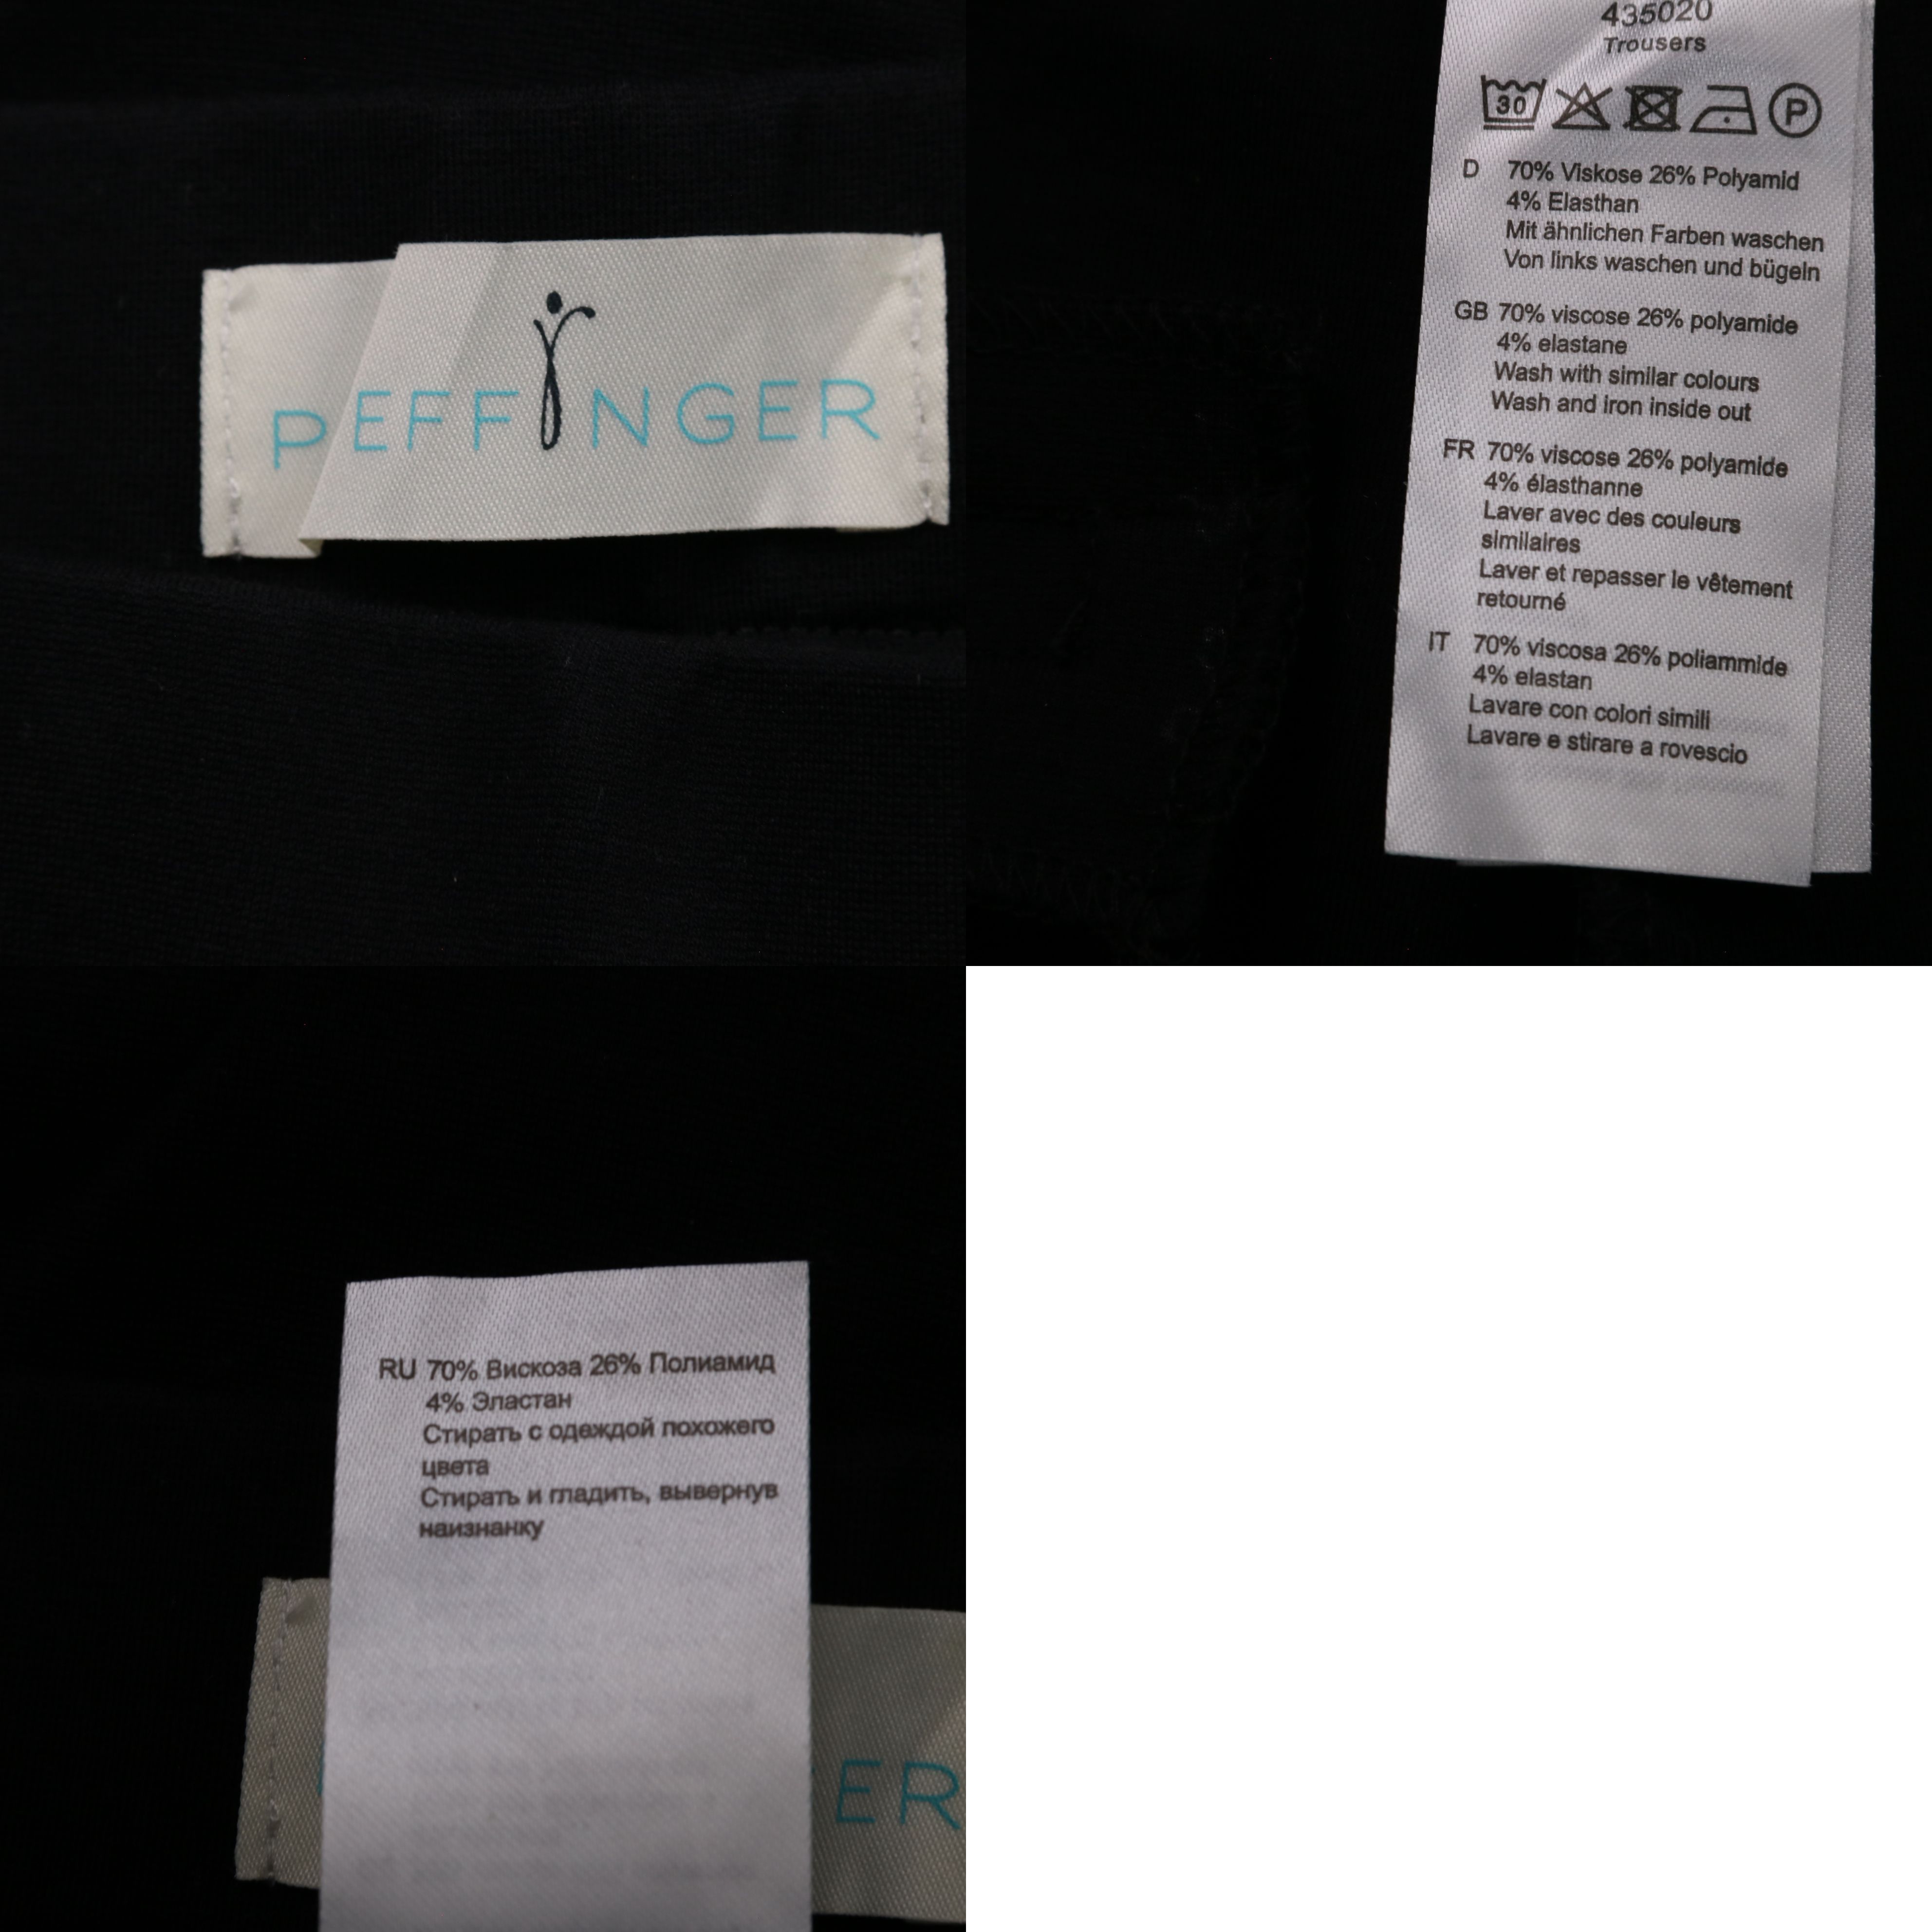 PEFFINGER
435020
Trousers
30 P
D 70% Viskose 26% Polyamid
4% Elasthan
Mit ähnlichen Farben waschen
Von links waschen und bügeln
GB 70% viscose 26% polyamide
4% elastane
Wash with similar colours
Wash and iron inside out
FR 70% viscose 26% polyamide
4% élasthanne
Laver avec des couleurs
similaires
Laver et repasser le vêtement
retourné
IT 70% viscosa 26% poliammide
4% elastan
Lavare con colori simili
Lavare e stirare a rovescio
RU 70% Вискоза 26% Полиамид
4% Эластан
Стирать с одеждой похожего
цвета
Стирать и гладить, вывернув
наизнанку
ER